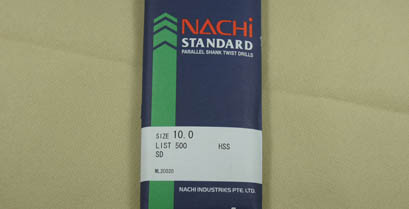 NACHi
STANDARD
PARALLEL SHANK TWIST DRILLS
SIZE 10.0
LIST 500 HSS
SD
NACHI INDUSTRIES PTE. LTD.